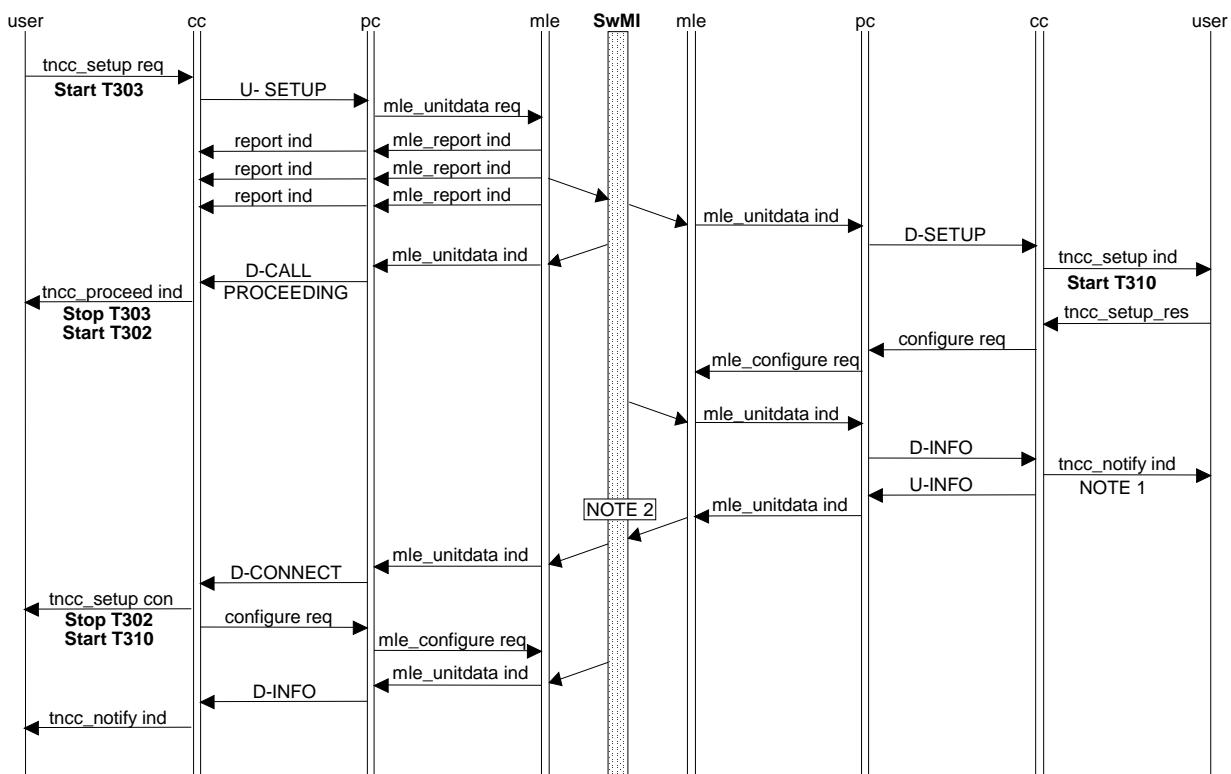 user cc pc mle SwMI mle pc cc user
tncc_setup req
Start T303
U- SETUP
mle_unitdata req
report ind
mle_report ind
report ind
mle_report ind
report ind
mle_report ind
mle_unitdata ind
D-SETUP
tncc_setup ind
Start T310
mle_unitdata ind
D-CALL
PROCEEDING
tncc_proceed ind
Stop T303
Start T302
tncc_setup_res
configure req
mle_configure req
mle_unitdata ind
D-INFO
tncc_notify ind
NOTE 1
U-INFO
mle_unitdata ind
NOTE 2
mle_unitdata ind
D-CONNECT
tncc_setup con
Stop T302
Start T310
configure req
mle_configure req
mle_unitdata ind
D-INFO
tncc_notify ind